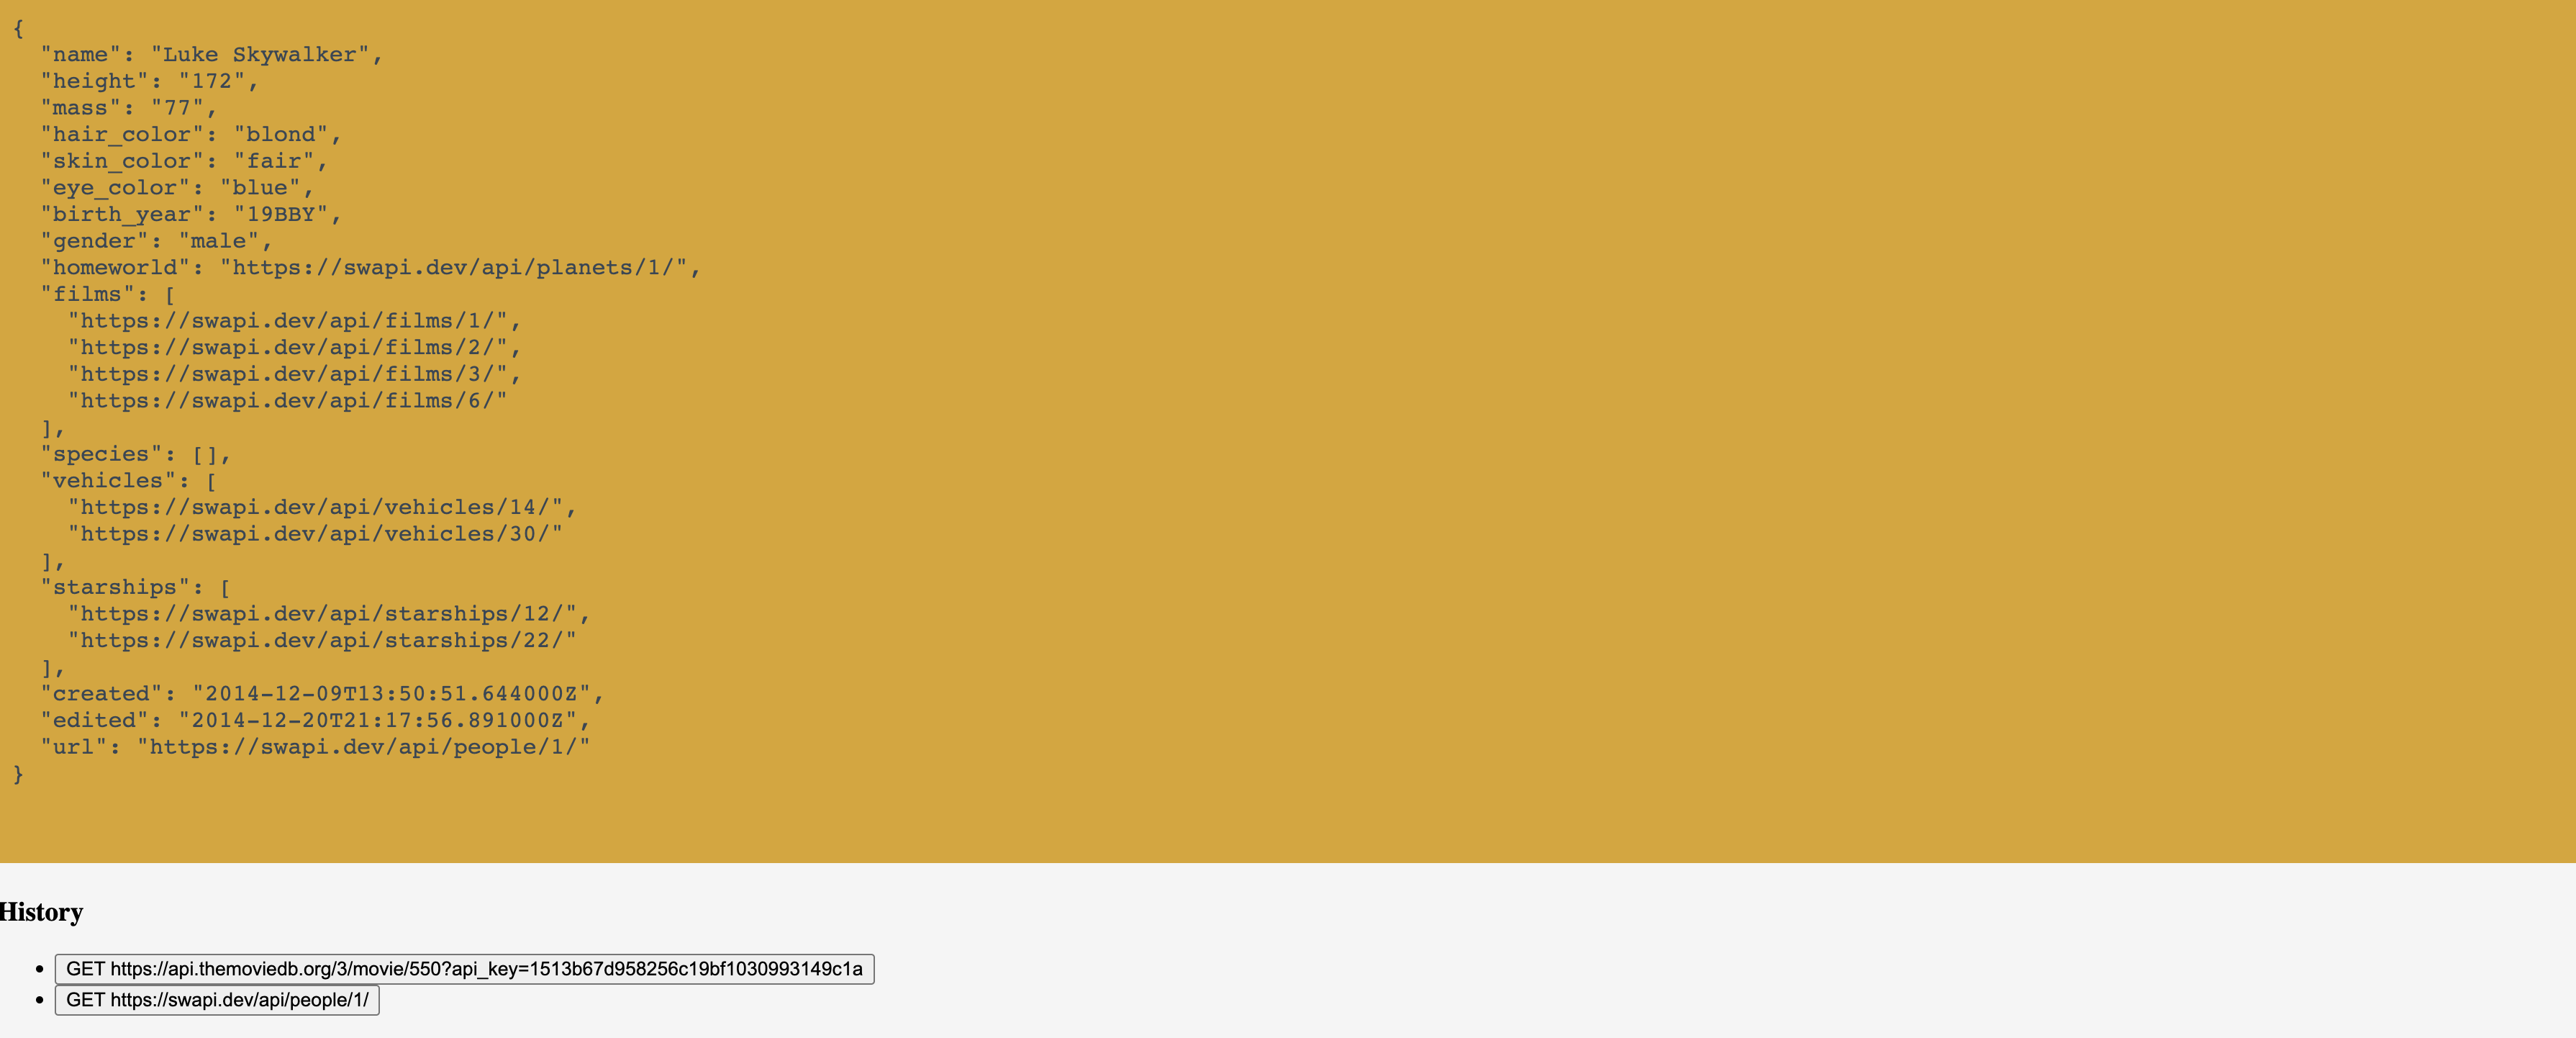 {
  "name": "Luke Skywalker",
  "height": "172",
  "mass": "77",
  "hair_color": "blond",
  "skin_color": "fair",
  "eye_color": "blue",
  "birth_year": "19BBY",
  "gender": "male",
  "homeworld": "https://swapi.dev/api/planets/1/",
  "films": [
    "https://swapi.dev/api/films/1/",
    "https://swapi.dev/api/films/2/",
    "https://swapi.dev/api/films/3/",
    "https://swapi.dev/api/films/6/"
  ],
  "species": [],
  "vehicles": [
    "https://swapi.dev/api/vehicles/14/",
    "https://swapi.dev/api/vehicles/30/"
  ],
  "starships": [
    "https://swapi.dev/api/starships/12/",
    "https://swapi.dev/api/starships/22/"
  ],
  "created": "2014-12-09T13:50:51.644000Z",
  "edited": "2014-12-20T21:17:56.891000Z",
  "url": "https://swapi.dev/api/people/1/"
}
History
• GET https://api.themoviedb.org/3/movie/550?api_key=1513b67d958256c19bf1030993149c1a
• GET https://swapi.dev/api/people/1/